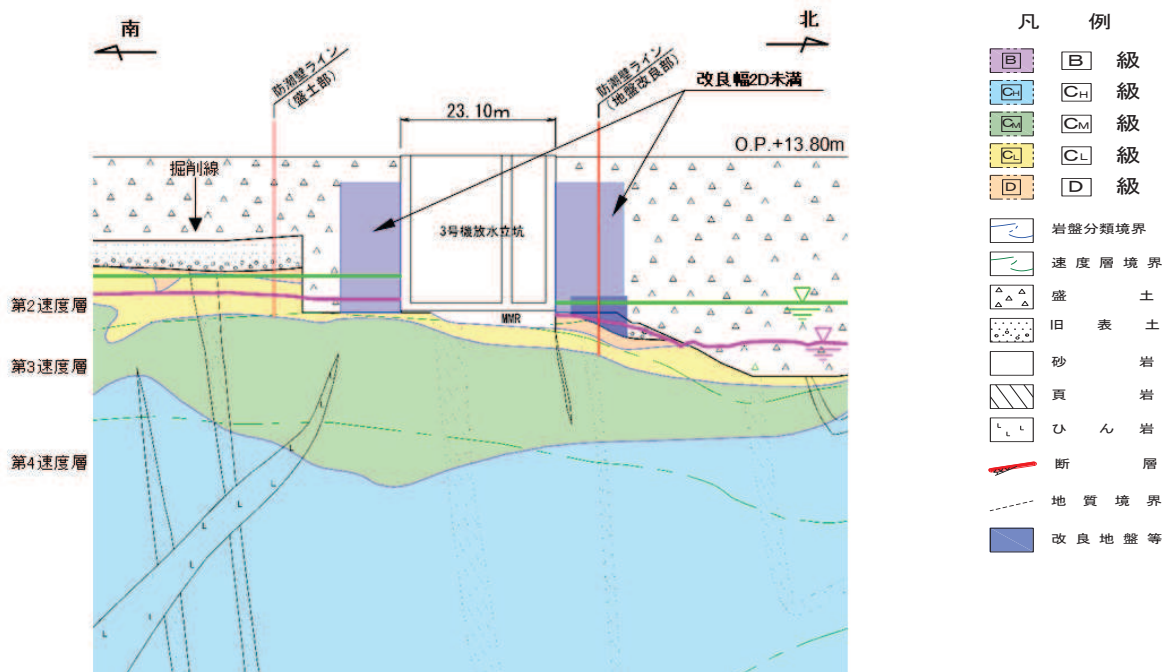 南
北
防潮壁ライン
(盛土部)
防潮壁ライン
(地盤改良部)
改良幅2D未満
23.10m
O.P.+13.80m
掘削線
3号機放水立坑
MMR
第2速度層
第3速度層
第4速度層
L
L
L
L
L
L
L
凡例
B B 級
CH CH 級
CM CM 級
CL CL 級
D D 級
岩盤分類境界
速度層境界
盛土
旧表土
砂岩
頁岩
L L L ひん岩
断層
地質境界
改良地盤等